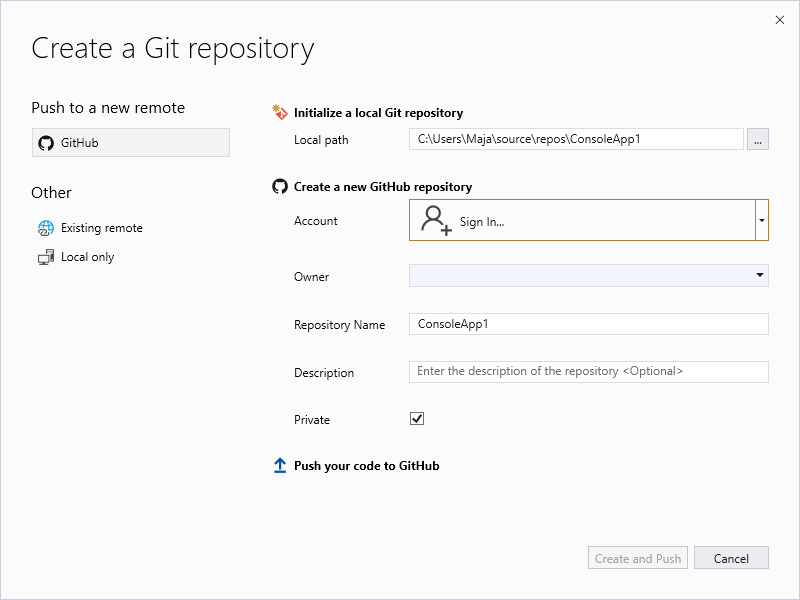 Create a Git repository
Push to a new remote
GitHub
Other
Existing remote
Local only
Initialize a local Git repository
Local path
C:\Users\Maja\source\repos\ConsoleApp1
...
Create a new GitHub repository
Account
Sign In...
Owner
Repository Name
ConsoleApp1
Description
Enter the description of the repository <Optional>
Private
Push your code to GitHub
Create and Push
Cancel